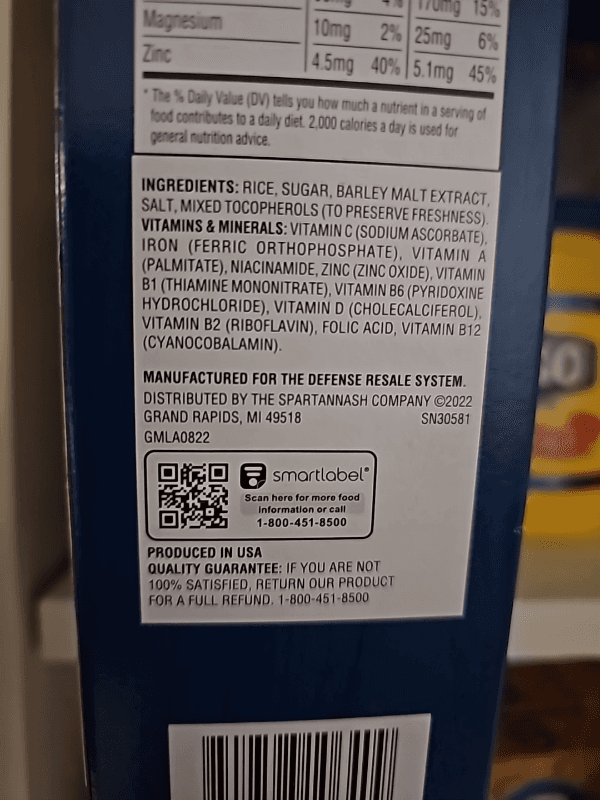 170mg 15%
Magnesium 10mg 2% 25mg 6%
Zinc 4.5mg 40% 5.1mg 45%
* The % Daily Value (DV) tells you how much a nutrient in a serving of
food contributes to a daily diet. 2,000 calories a day is used for
general nutrition advice.
INGREDIENTS: RICE, SUGAR, BARLEY MALT EXTRACT,
SALT, MIXED TOCOPHEROLS (TO PRESERVE FRESHNESS).
VITAMINS & MINERALS: VITAMIN C (SODIUM ASCORBATE),
IRON (FERRIC ORTHOPHOSPHATE), VITAMIN A
(PALMITATE), NIACINAMIDE, ZINC (ZINC OXIDE), VITAMIN
B1 (THIAMINE MONONITRATE), VITAMIN B6 (PYRIDOXINE
HYDROCHLORIDE), VITAMIN D (CHOLECALCIFEROL),
VITAMIN B2 (RIBOFLAVIN), FOLIC ACID, VITAMIN B12
(CYANOCOBALAMIN).
MANUFACTURED FOR THE DEFENSE RESALE SYSTEM.
DISTRIBUTED BY THE SPARTANNASH COMPANY ©2022
GRAND RAPIDS, MI 49518 SN30581
GMLA0822
smartlabel®
Scan here for more food
information or call
1-800-451-8500
PRODUCED IN USA
QUALITY GUARANTEE: IF YOU ARE NOT
100% SATISFIED, RETURN OUR PRODUCT
FOR A FULL REFUND. 1-800-451-8500